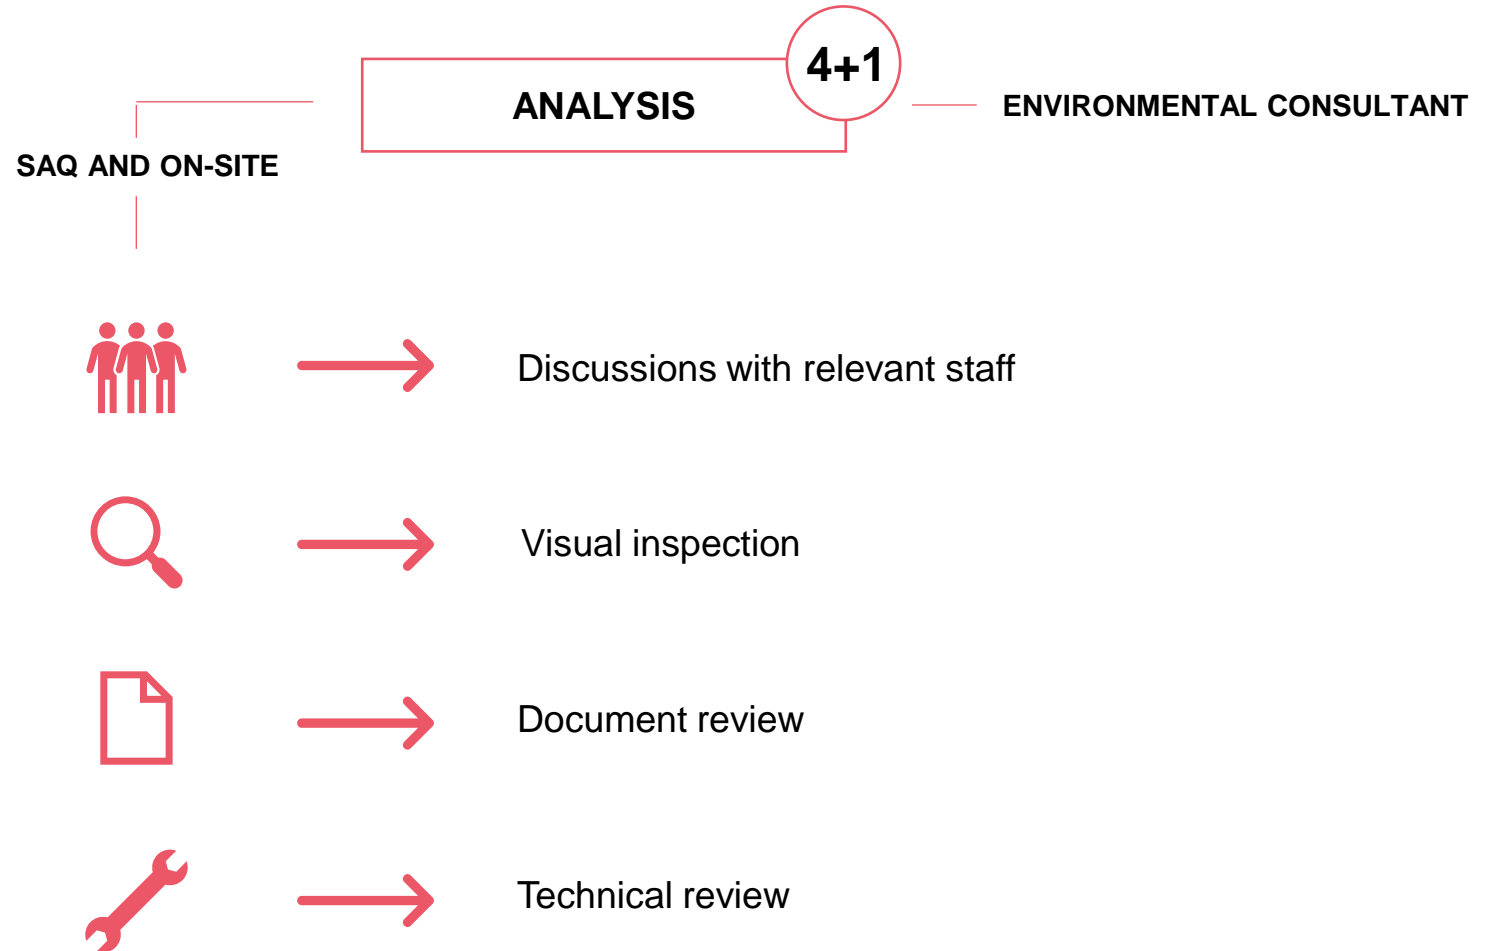 4+1
ANALYSIS
ENVIRONMENTAL CONSULTANT
SAQ AND ON-SITE
Discussions with relevant staff
Visual inspection
Document review
Technical review